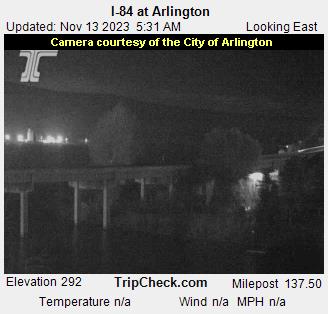 I-84 at Arlington
Updated: Nov 13 2023 5:31 AM Looking East
Camera courtesy of the City of Arlington
Elevation 292 TripCheck.com Milepost 137.50
Temperature n/a Wind n/a MPH n/a